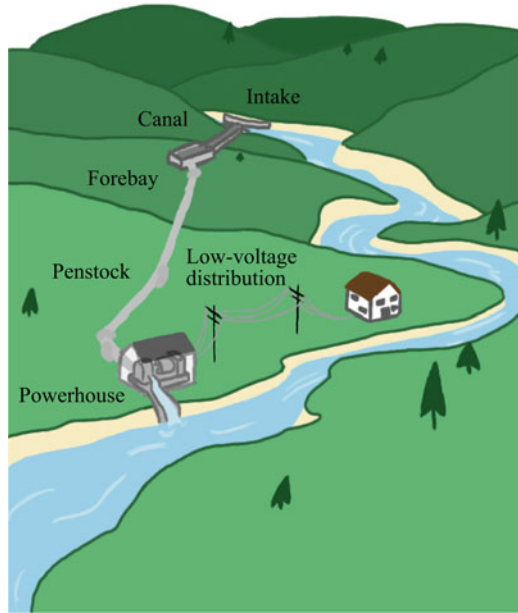 Intake
Canal
Forebay
Penstock
Low-voltage
distribution
Powerhouse